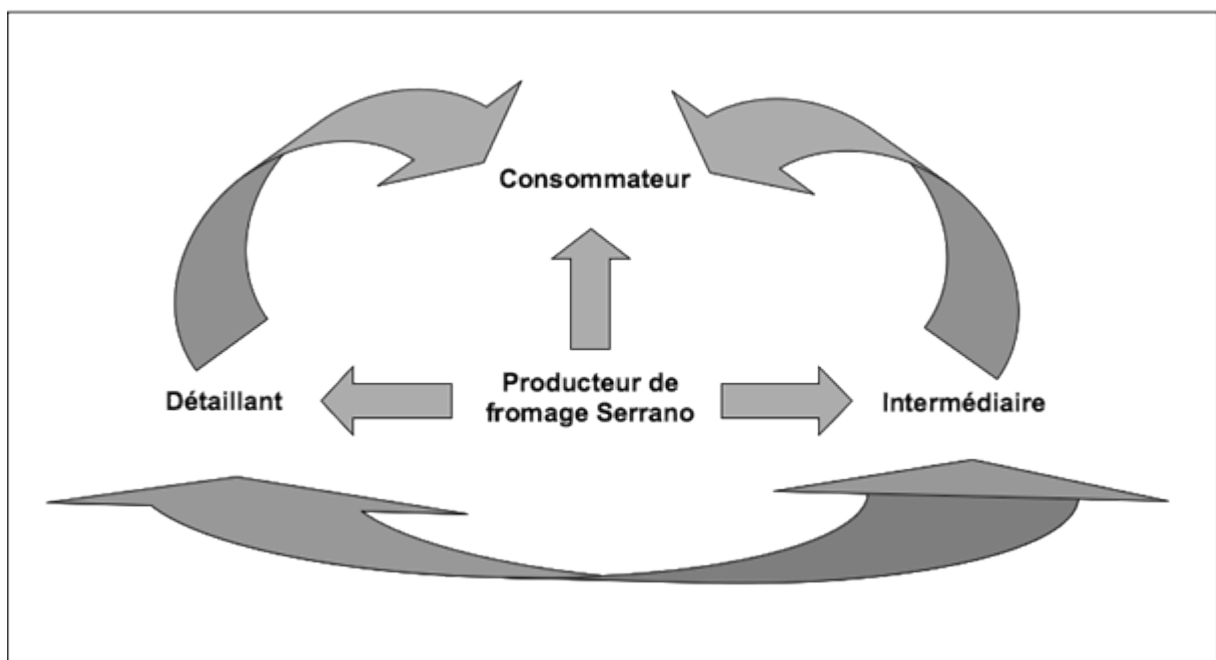 Consommateur
Détaillant
Producteur de
fromage Serrano
Intermédiaire